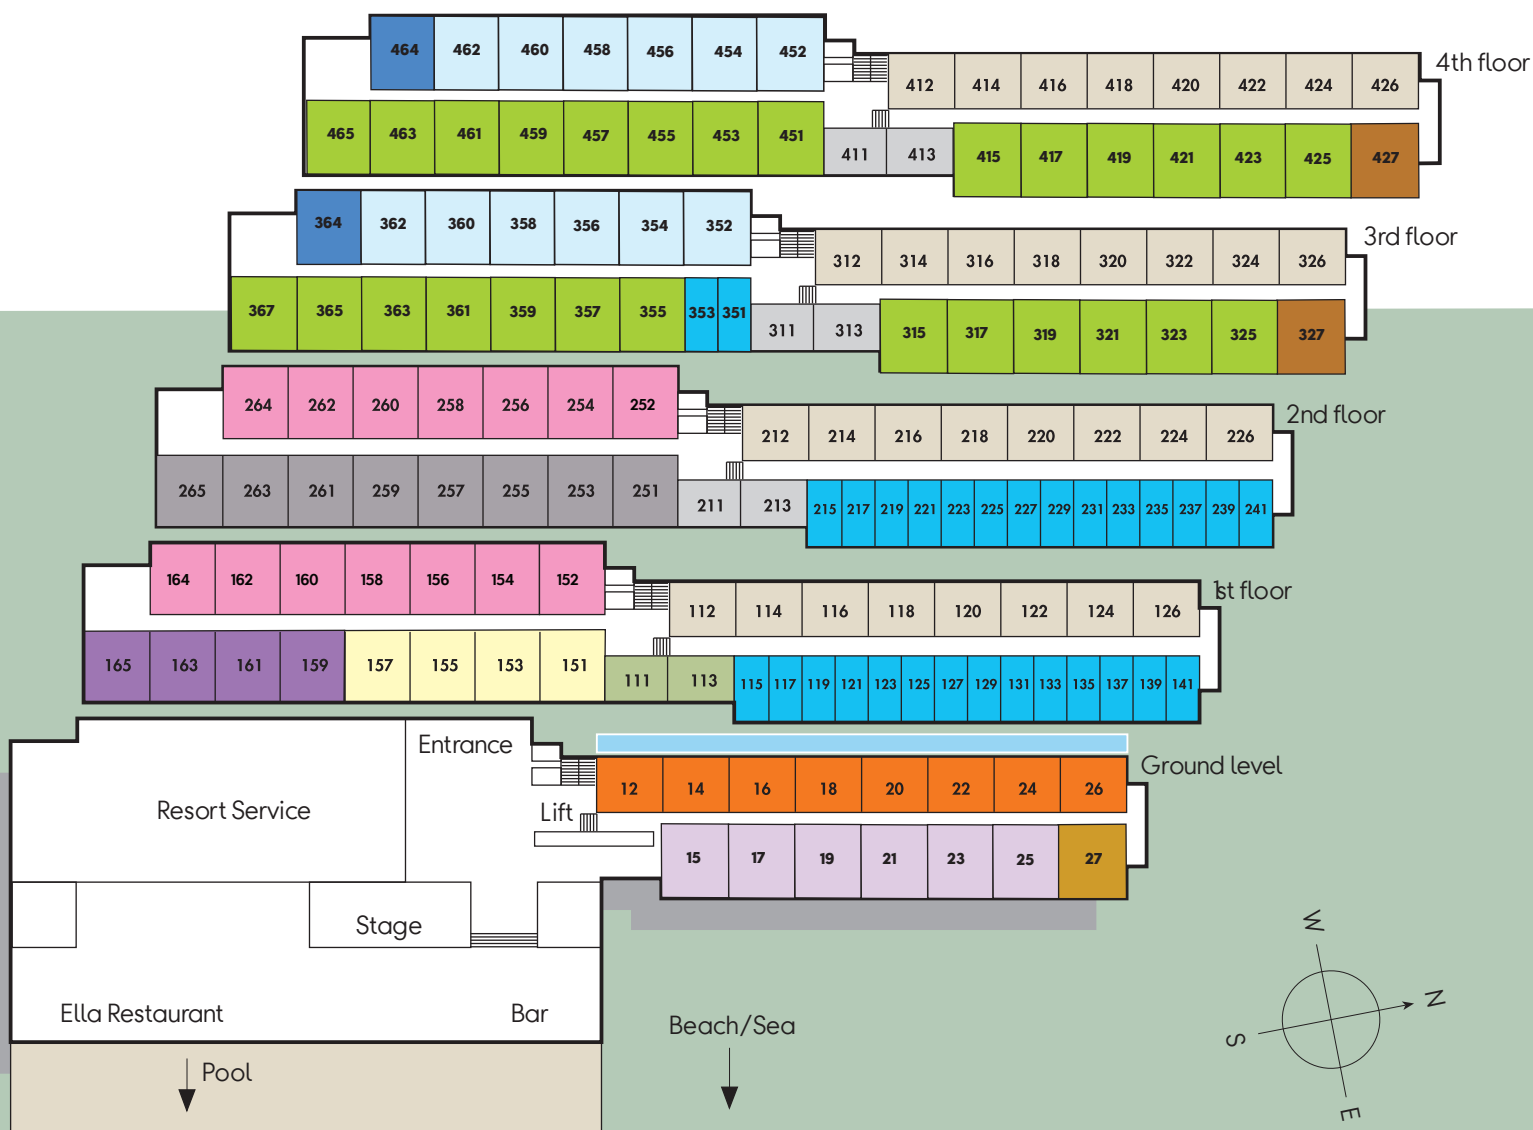 464 462 460 458 456 454 452
4th floor
412 414 416 418 420 422 424 426
465 463 461 459 457 455 453 451
411 413 415 417 419 421 423 425 427
364 362 360 358 356 354 352
3rd floor
312 314 316 318 320 322 324 326
367 365 363 361 359 357 355 353 351
311 313 315 317 319 321 323 325 327
264 262 260 258 256 254 252
2nd floor
212 214 216 218 220 222 224 226
265 263 261 259 257 255 253 251
211 213 215 217 219 221 223 225 227 229 231 233 235 237 239 241
164 162 160 158 156 154 152
1st floor
112 114 116 118 120 122 124 126
165 163 161 159 157 155 153 151
111 113 115 117 119 121 123 125 127 129 131 133 135 137 139 141
Entrance
Ground level
12 14 16 18 20 22 24 26
Resort Service
Lift
15 17 19 21 23 25 27
Stage
W
N
S
E
Ella Restaurant
Bar
Beach/Sea
Pool